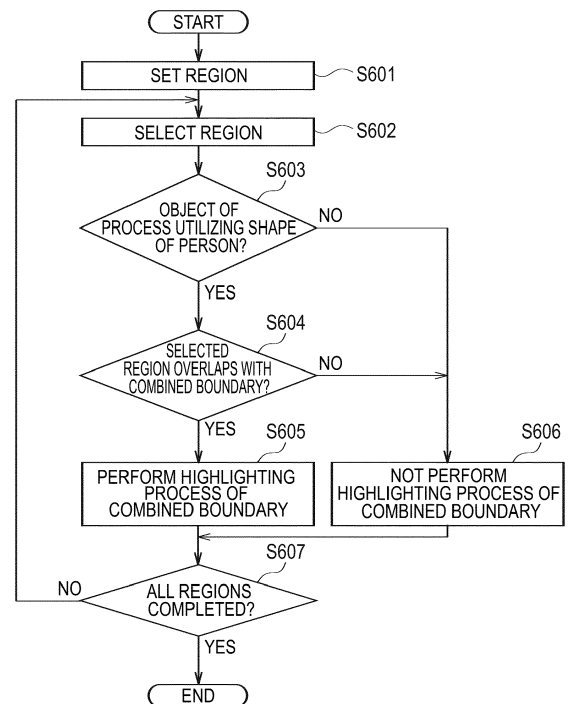 START
SET REGION
S601
SELECT REGION
S602
S603
OBJECT OF
PROCESS UTILIZING SHAPE
OF PERSON?
NO
YES
S604
SELECTED
REGION OVERLAPS WITH
COMBINED BOUNDARY?
NO
YES
S605
PERFORM HIGHLIGHTING
PROCESS OF
COMBINED BOUNDARY
S606
NOT PERFORM
HIGHLIGHTING PROCESS OF
COMBINED BOUNDARY
S607
ALL REGIONS
COMPLETED?
NO
YES
END